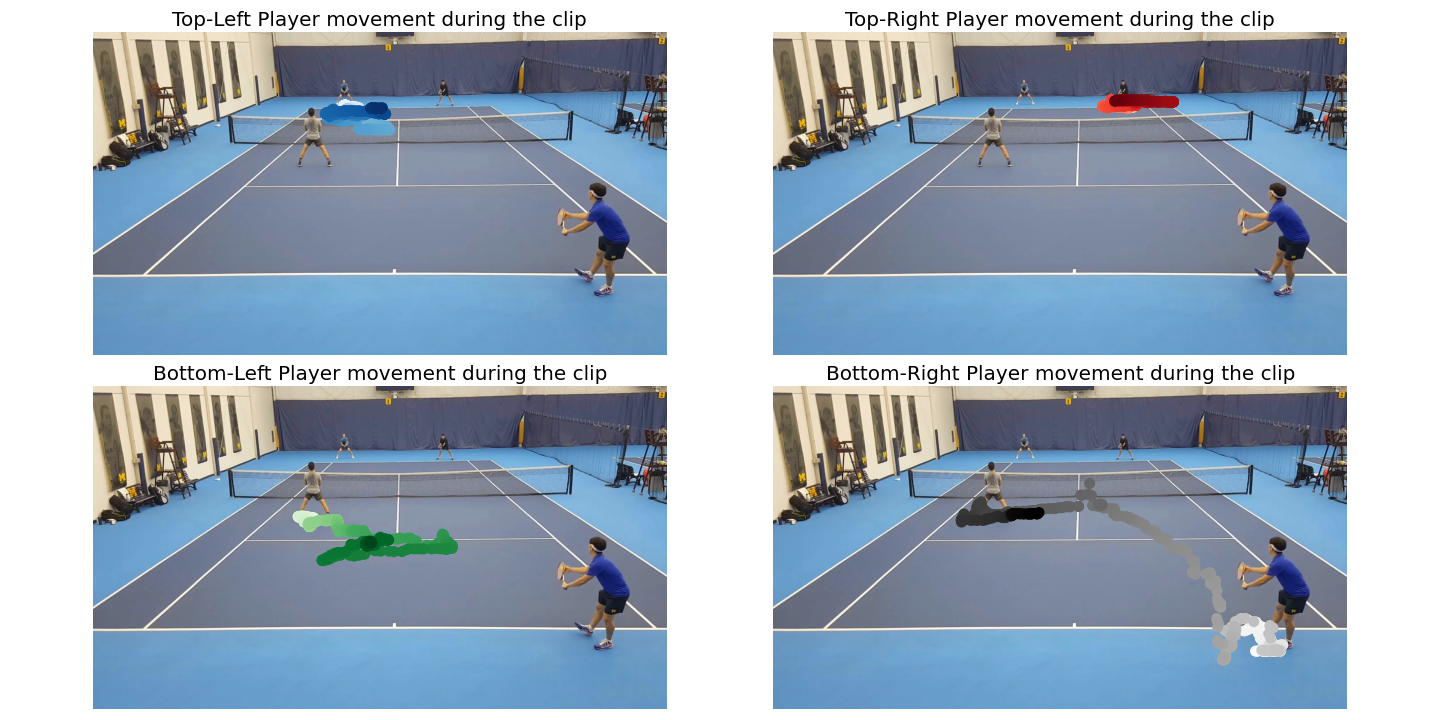 Top-Left Player movement during the clip
Top-Right Player movement during the clip
Bottom-Left Player movement during the clip
Bottom-Right Player movement during the clip